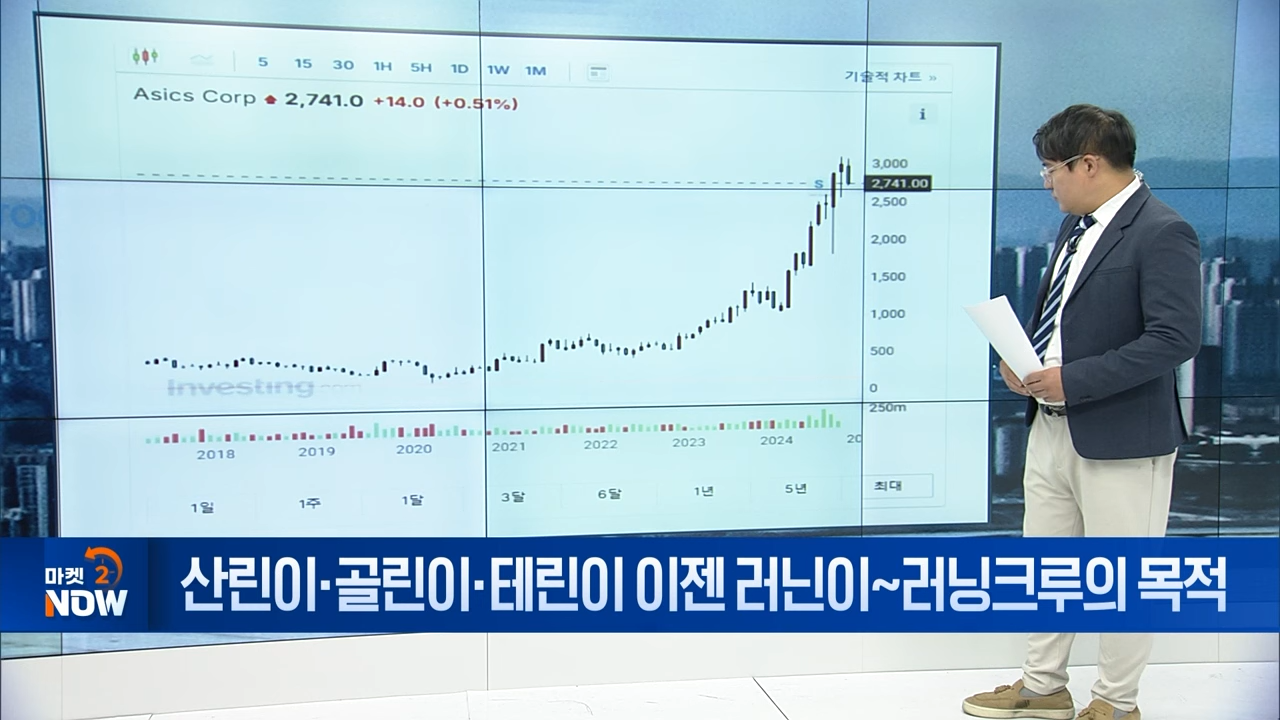 5 15 30 1H 5H 1D 1W 1M
기술적 차트 »
Asics Corp 2,741.0 +14.0 (+0.51%)
i
3,000
S
2,741.00
2,500
2,000
1,500
1,000
500
0
Investing.com
250m
2018 2019 2020 2021 2022 2023 2024 20
1일 1주 1달 3달 6달 1년 5년 최대
마켓 2
NOW
산린이·골린이·테린이 이젠 러닌이~러닝크루의 목적